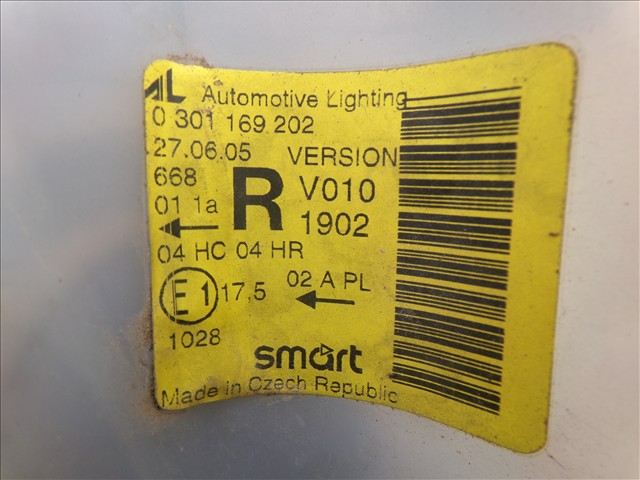 AL Automotive Lighting
0 301 169 202
27.06.05 VERSION
668 R V010
01 1a 1902
04 HC 04 HR
E1 17,5 02 A PL
1028 smart
Made in Czech Republic